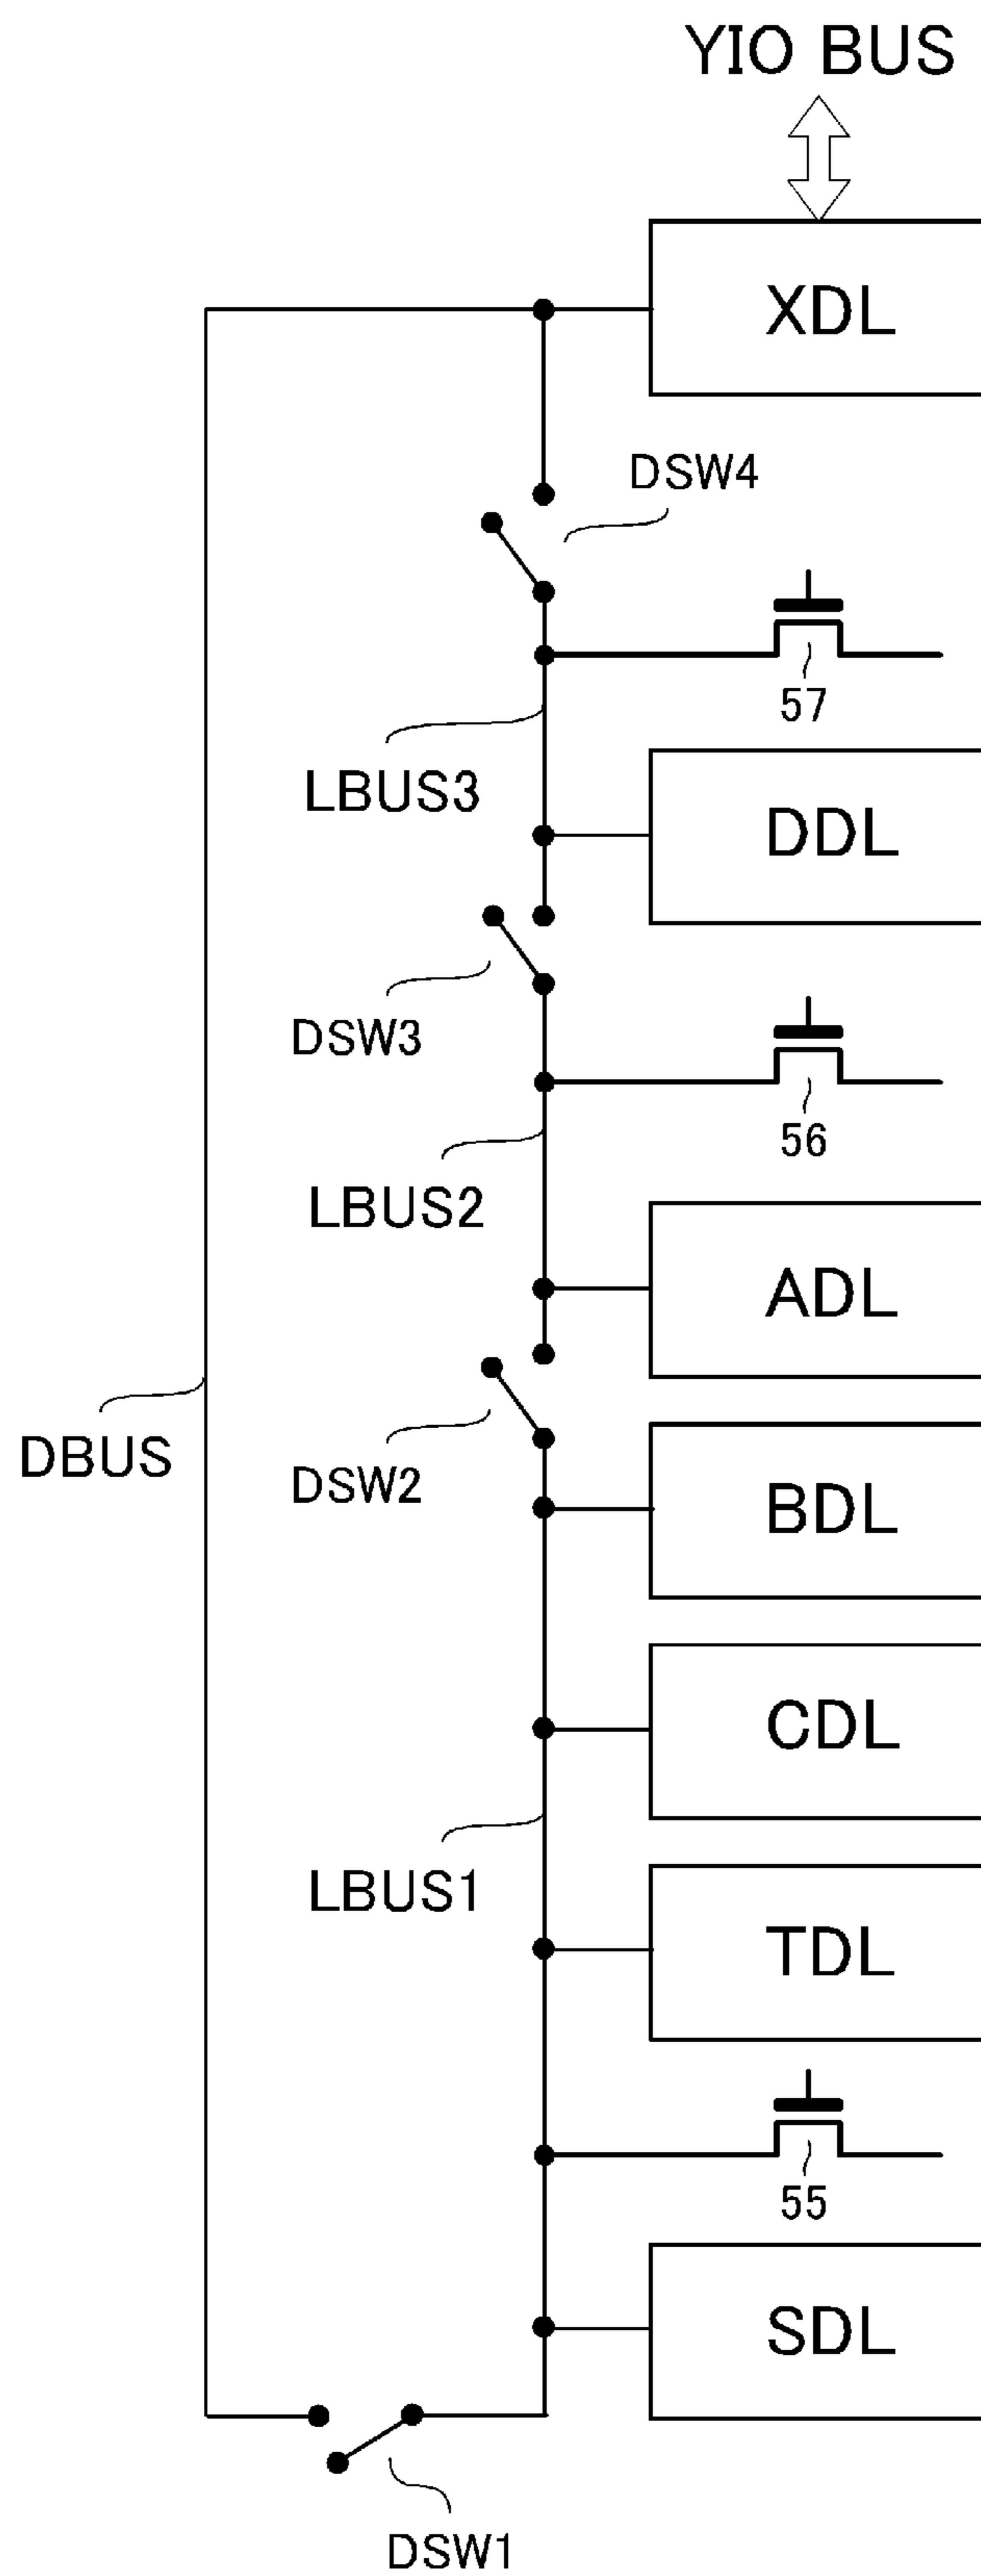 YIO BUS
XDL
DSW4
57
LBUS3
DDL
DSW3
56
LBUS2
ADL
DBUS
DSW2
BDL
CDL
LBUS1
TDL
55
SDL
DSW1